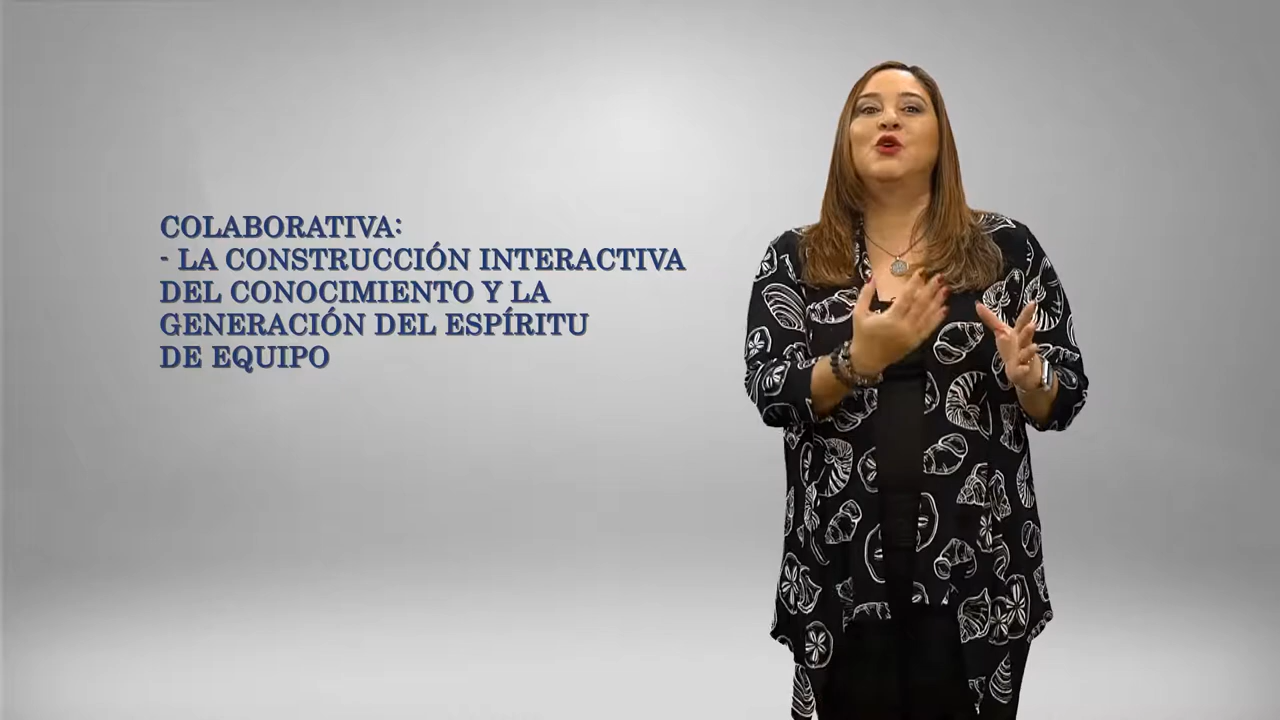 COLABORATIVA:
- LA CONSTRUCCIÓN INTERACTIVA
DEL CONOCIMIENTO Y LA
GENERACIÓN DEL ESPÍRITU
DE EQUIPO